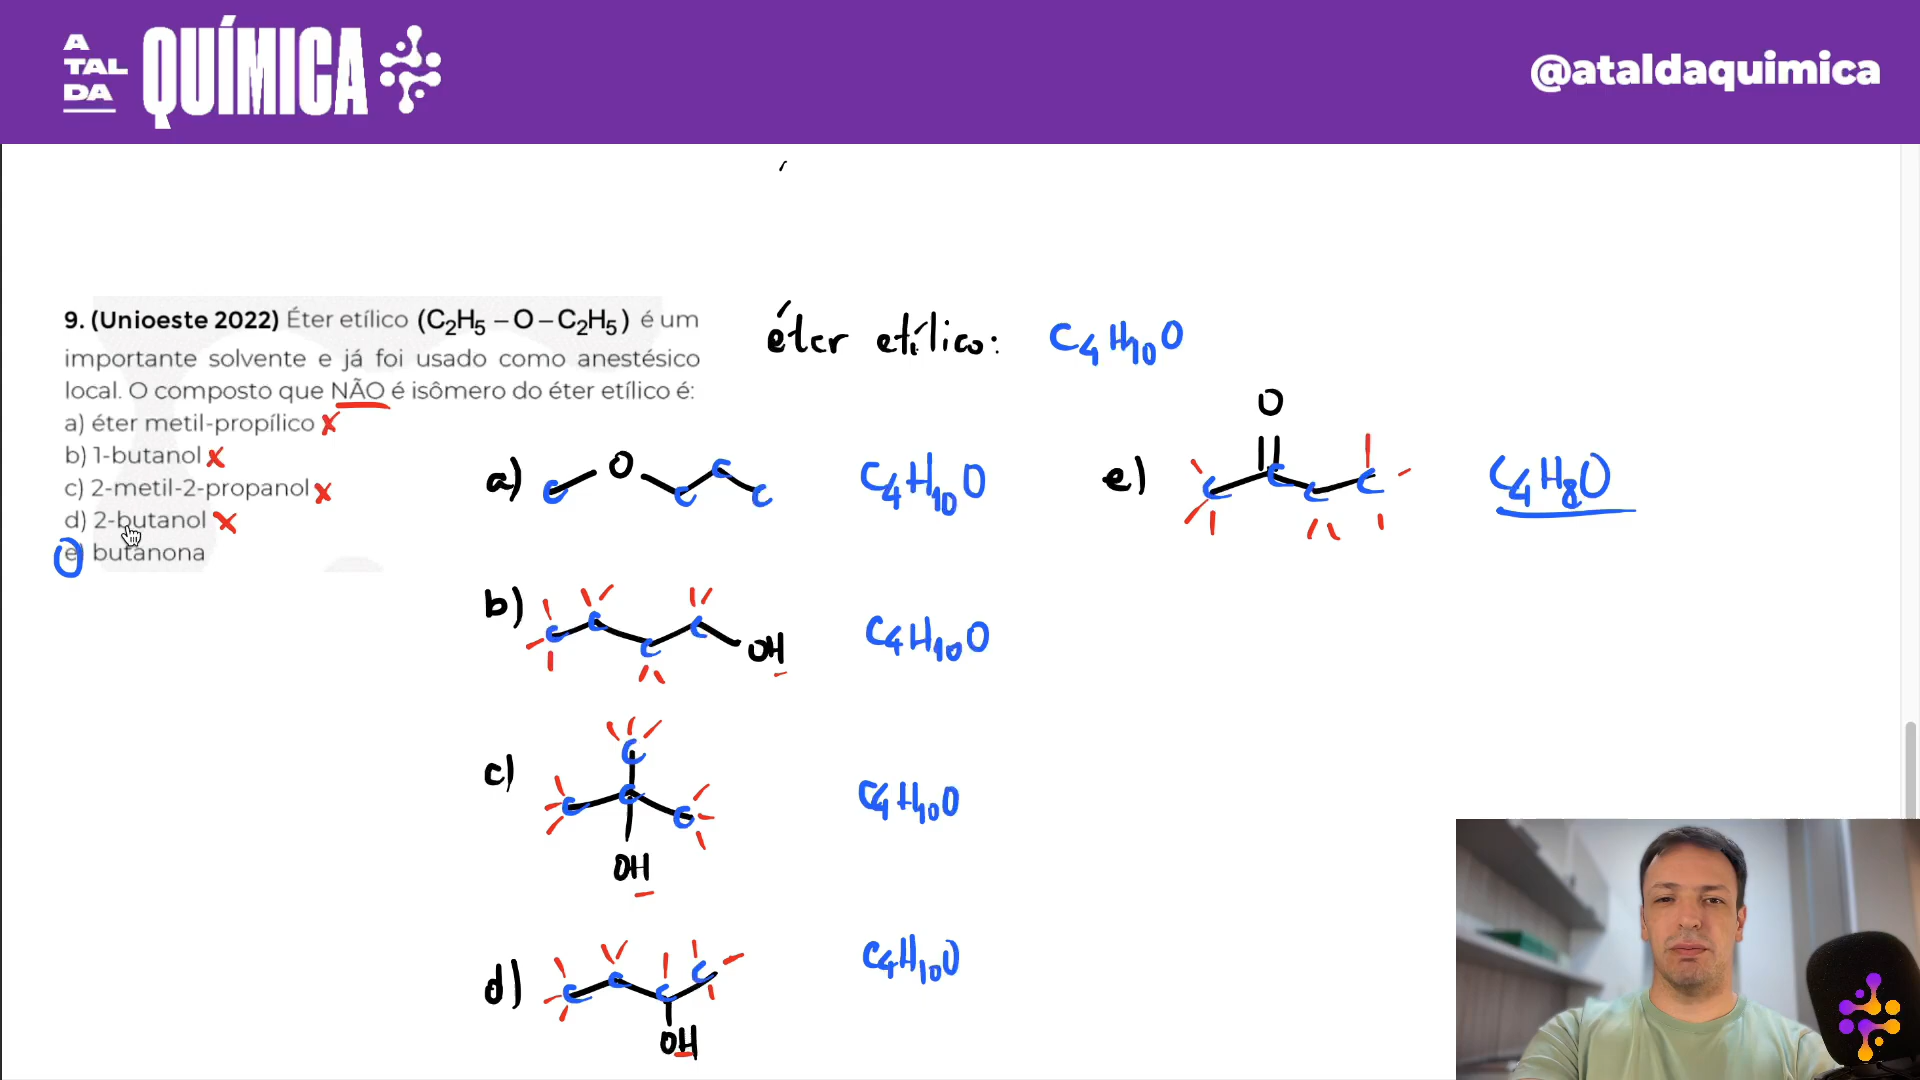 A
TAL
DA
QUÍMICA
@ataldaquimica
9. (Unioeste 2022) Éter etílico (C₂H₅ – O – C₂H₅) é um
importante solvente e já foi usado como anestésico
local. O composto que NÃO é isômero do éter etílico é:
a) éter metil-propílico X
b) 1-butanol X
c) 2-metil-2-propanol X
d) 2-butanol X
e) butanona
éter etílico: C₄H₁₀O
a) C O C C C C₄H₁₀O
e) O C C C C C₄H₈O
b) C C C C OH C₄H₁₀O
c) C C C C OH C₄H₁₀O
d) C C C C OH C₄H₁₀O